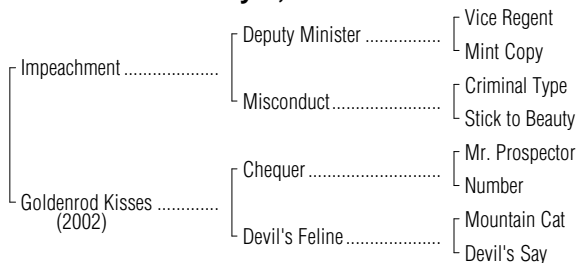 Vice Regent
Deputy Minister ................
Mint Copy
Impeachment ....................
Criminal Type
Misconduct.......................
Stick to Beauty
Mr. Prospector
Chequer ............................
Number
Goldenrod Kisses .............
(2002)
Mountain Cat
Devil's Feline....................
Devil's Say